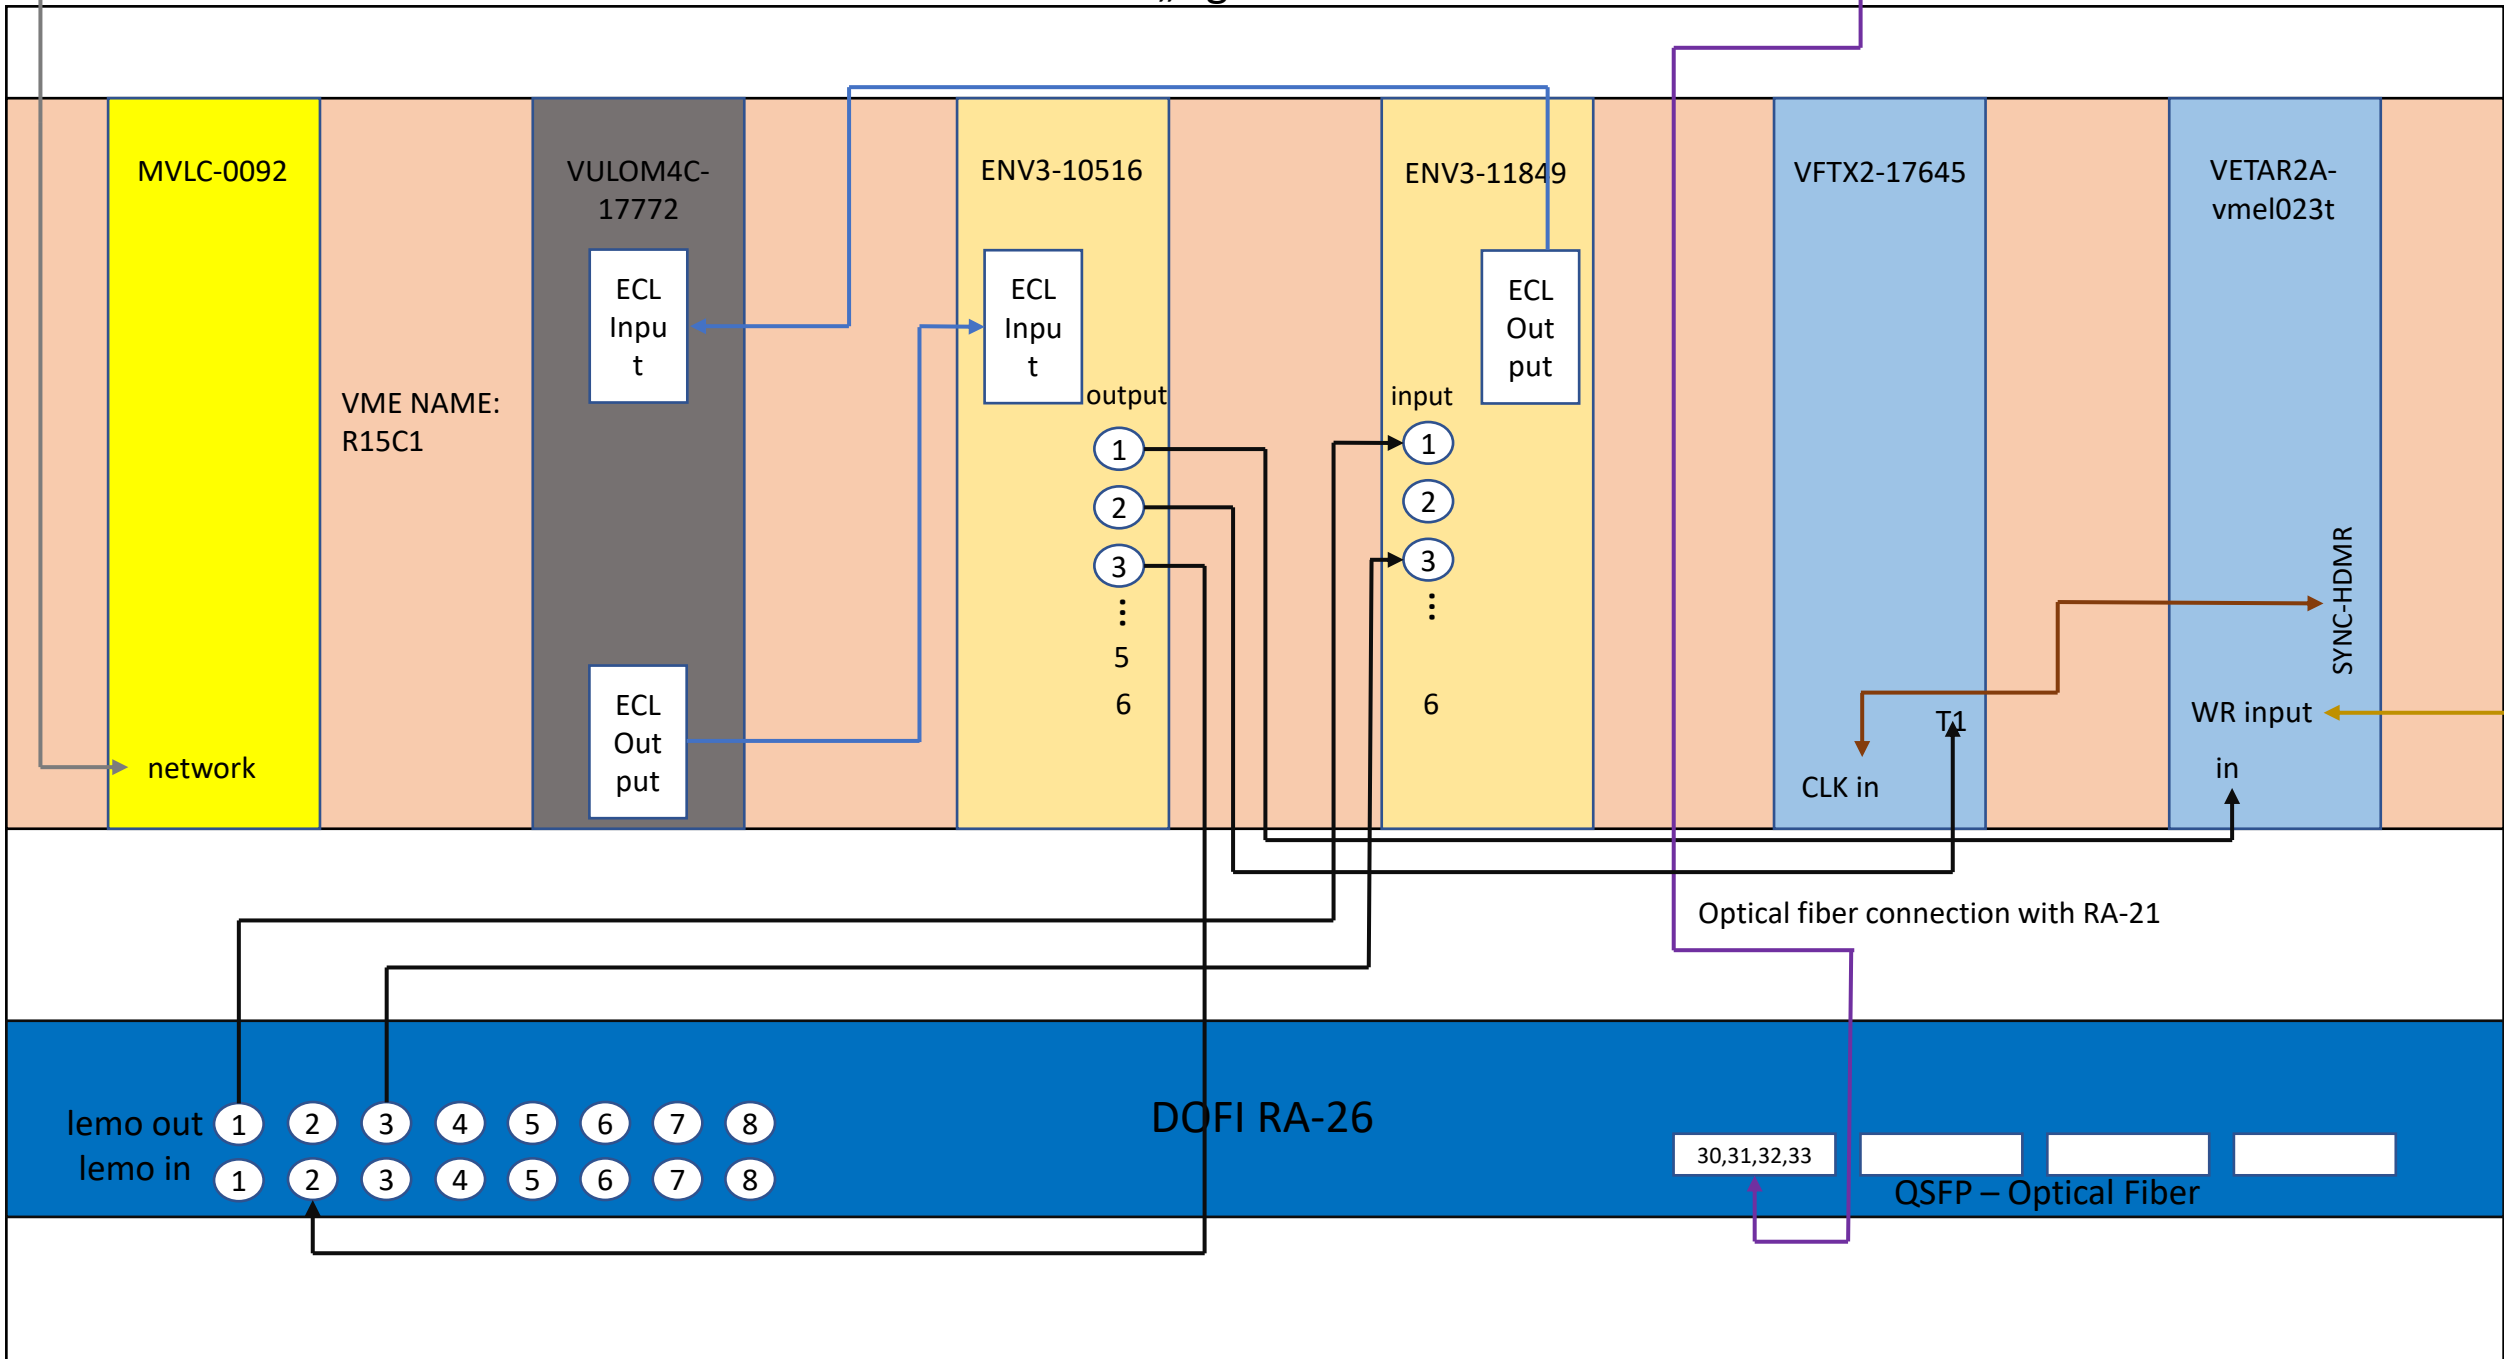 MVLC-0092
VULOM4C-
17772
ENV3-10516
ENV3-11849
VFTX2-17645
VETAR2A-
vmel023t
ECL
Inpu
t
ECL
Inpu
t
ECL
Out
put
VME NAME:
R15C1
output
input
1
2
3
⋮
5
6
1
2
3
⋮
6
SYNC-HDMR
ECL
Out
put
network
T1
CLK in
WR input
in
Optical fiber connection with RA-21
DOFI RA-26
lemo out 1 2 3 4 5 6 7 8
lemo in 1 2 3 4 5 6 7 8
30,31,32,33
QSFP – Optical Fiber